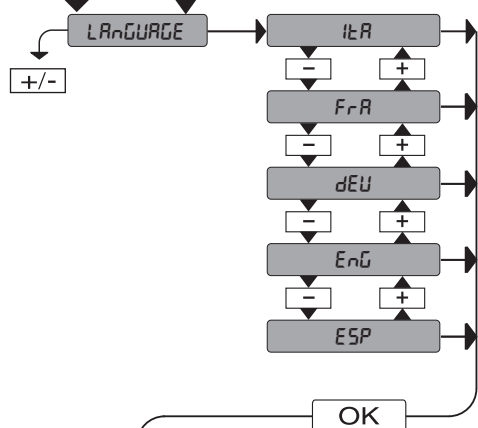 LAnGUAGE
ItA
+/-
- +
FrA
- +
dEU
- +
EnG
- +
ESP
OK